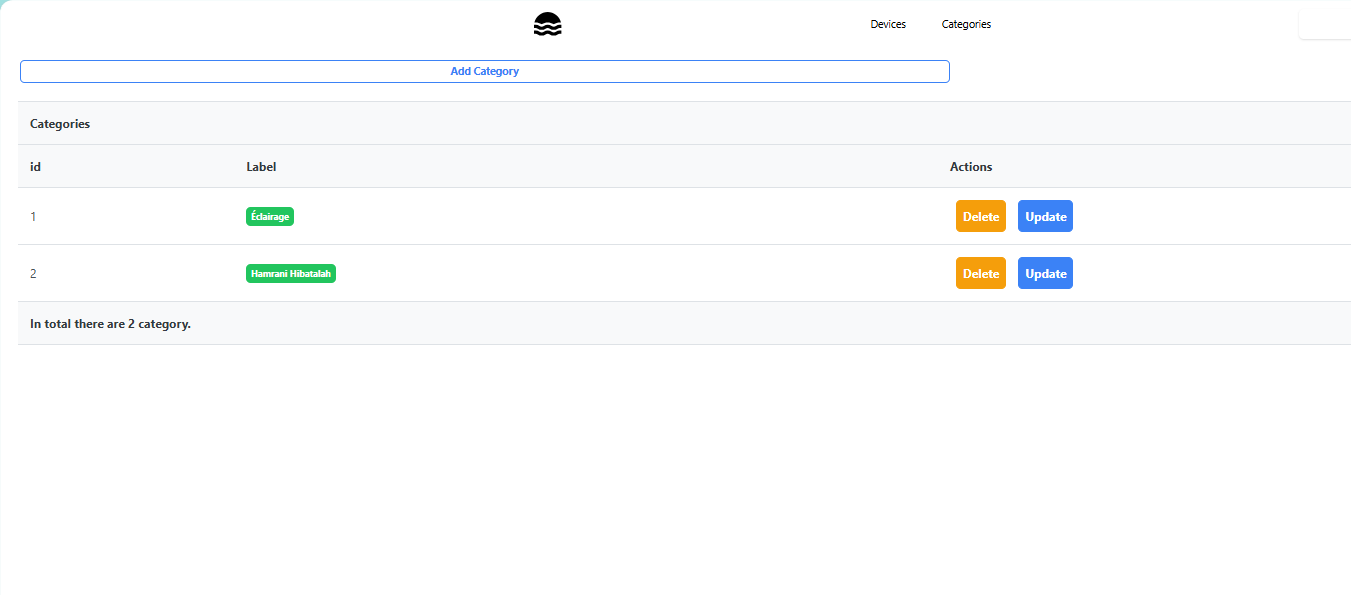 Devices Categories
Add Category
Categories
id Label Actions
1 Éclairage Delete Update
2 Hamrani Hibatalah Delete Update
In total there are 2 category.